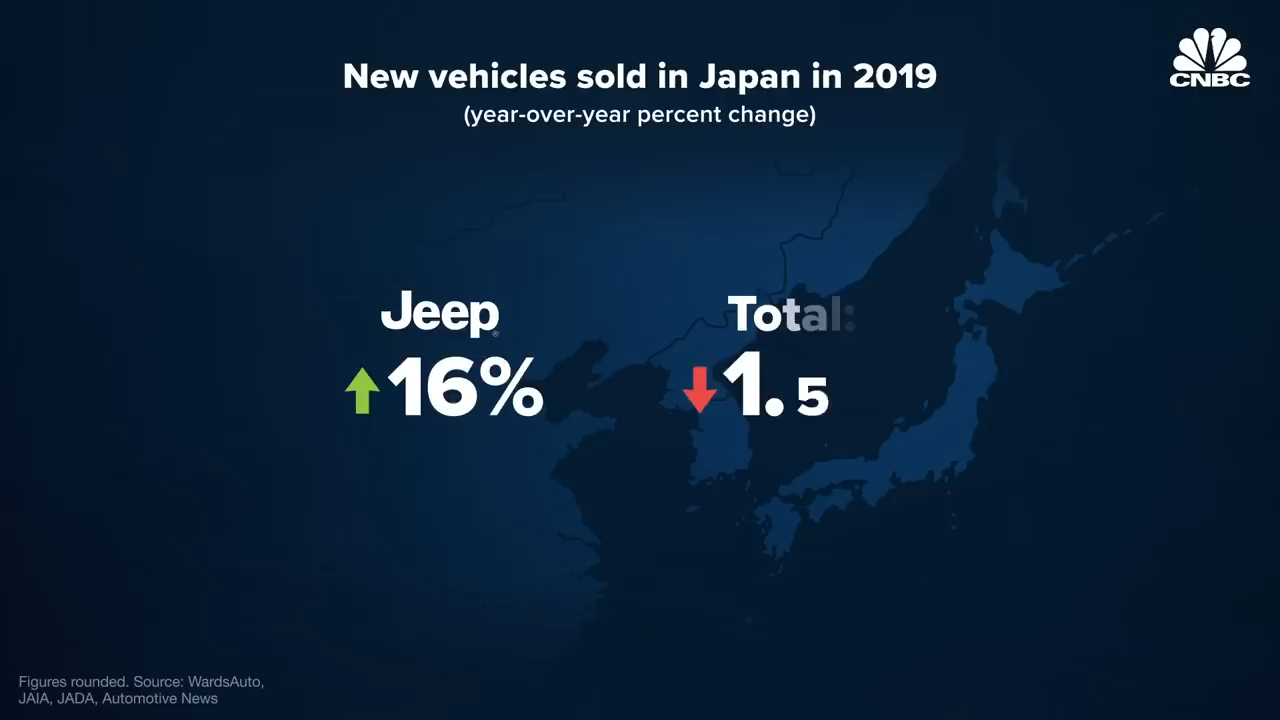 New vehicles sold in Japan in 2019
(year-over-year percent change)
CNBC
Jeep
16%
Total:
1.5
Figures rounded. Source: WardsAuto,
JAIA, JADA, Automotive News